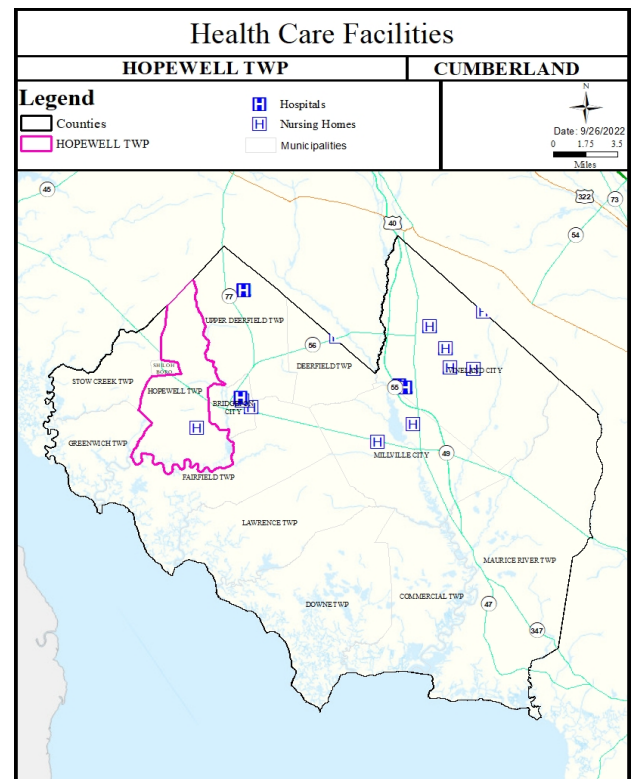 Health Care Facilities
HOPEWELL TWP
CUMBERLAND
Legend
Counties
HOPEWELL TWP
H Hospitals
H Nursing Homes
Municipalities
N
Date: 9/26/2022
0 1.75 3.5
Miles
45
40
322
73
54
77
H
UPPER DEERFIELD TWP
56
DEERFIELD TWP
H
H
H
H
SHILOH
BORO
STOW CREEK TWP
HOPEWELL TWP
CITY
H
H
55
H
VINELAND CITY
H
GREENWICH TWP
H
H
MILLVILLE CITY
49
FAIRFIELD TWP
LAWRENCE TWP
MAURICE RIVER TWP
DOWNE TWP
COMMERCIAL TWP
47
347